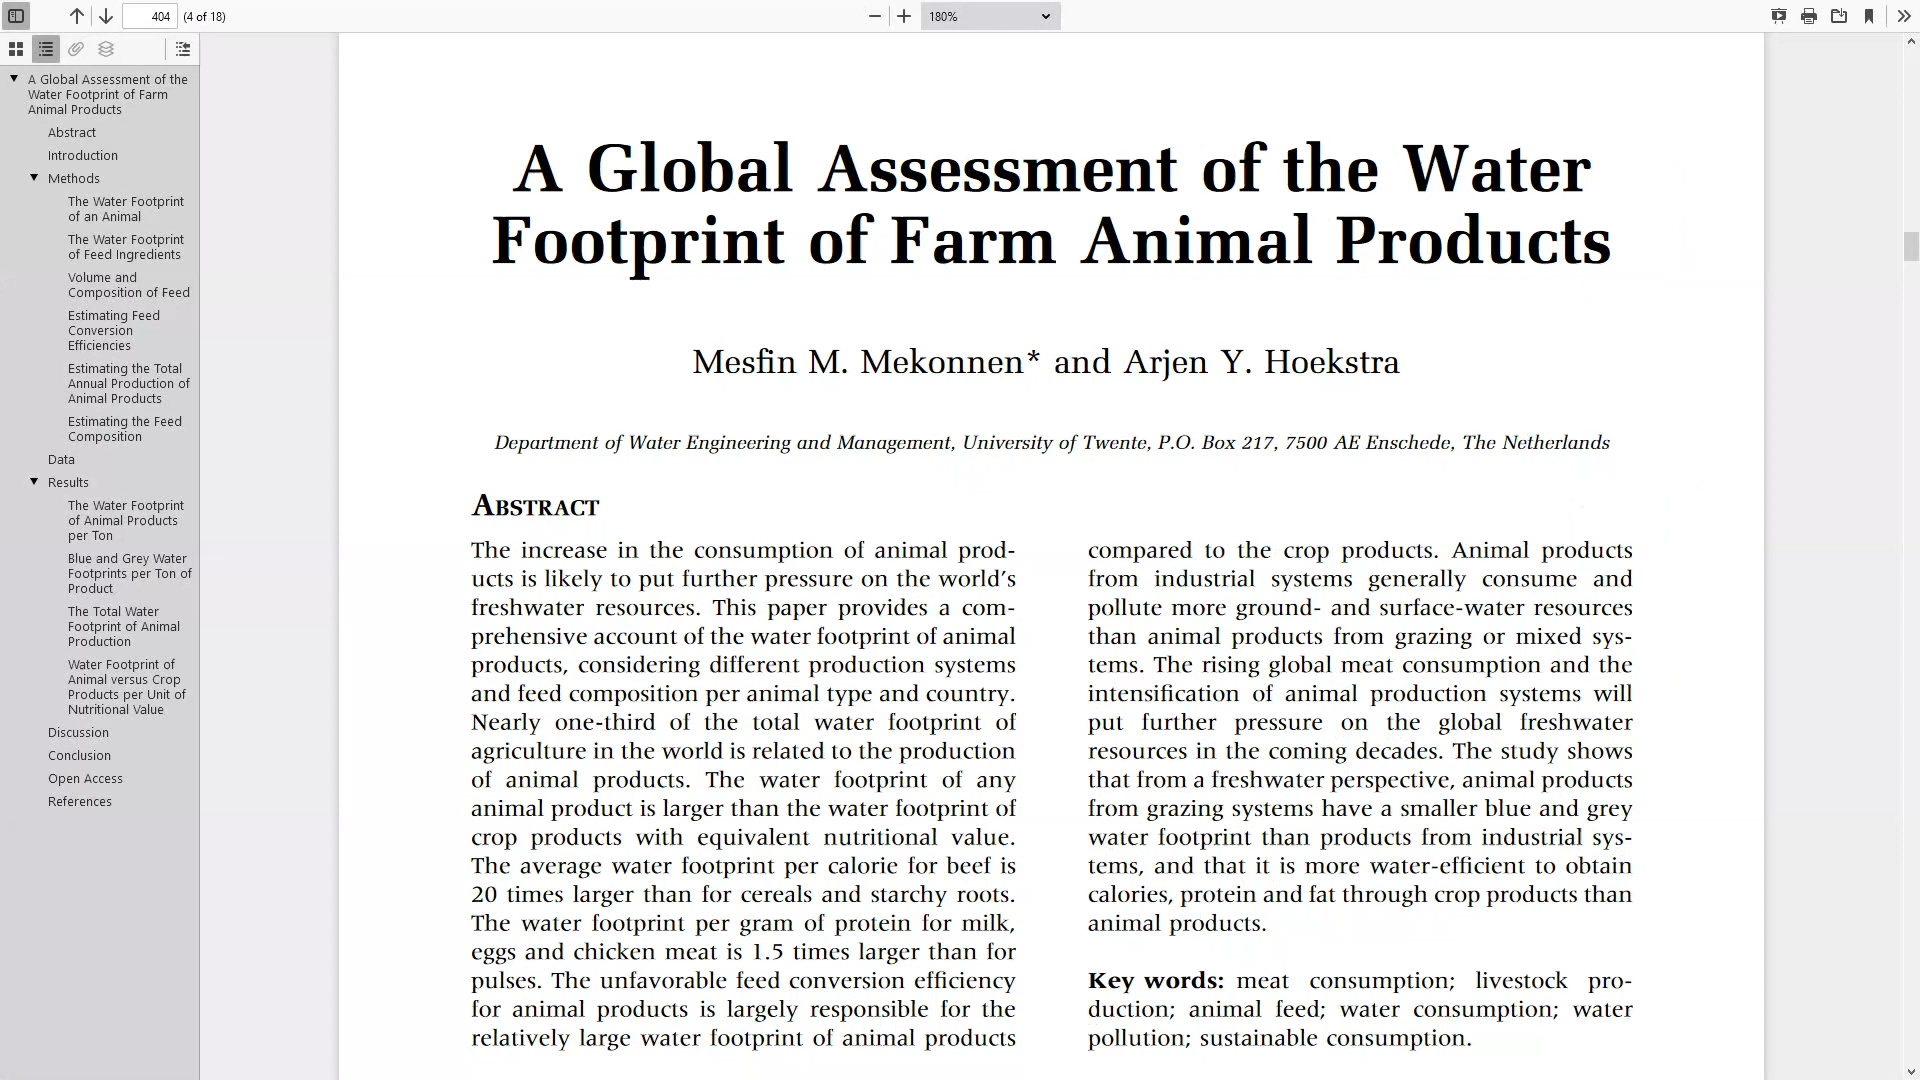 404 (4 of 18) 180%
A Global Assessment of the
Water Footprint of Farm
Animal Products
Abstract
Introduction
Methods
The Water Footprint
of an Animal
The Water Footprint
of Feed Ingredients
Volume and
Composition of Feed
Estimating Feed
Conversion
Efficiencies
Estimating the Total
Annual Production of
Animal Products
Estimating the Feed
Composition
Data
Results
The Water Footprint
of Animal Products
per Ton
Blue and Grey Water
Footprints per Ton of
Product
The Total Water
Footprint of Animal
Production
Water Footprint of
Animal versus Crop
Products per Unit of
Nutritional Value
Discussion
Conclusion
Open Access
References
A Global Assessment of the Water
Footprint of Farm Animal Products
Mesfin M. Mekonnen* and Arjen Y. Hoekstra
Department of Water Engineering and Management, University of Twente, P.O. Box 217, 7500 AE Enschede, The Netherlands
ABSTRACT
The increase in the consumption of animal prod-
ucts is likely to put further pressure on the world's
freshwater resources. This paper provides a com-
prehensive account of the water footprint of animal
products, considering different production systems
and feed composition per animal type and country.
Nearly one-third of the total water footprint of
agriculture in the world is related to the production
of animal products. The water footprint of any
animal product is larger than the water footprint of
crop products with equivalent nutritional value.
The average water footprint per calorie for beef is
20 times larger than for cereals and starchy roots.
The water footprint per gram of protein for milk,
eggs and chicken meat is 1.5 times larger than for
pulses. The unfavorable feed conversion efficiency
for animal products is largely responsible for the
relatively large water footprint of animal products
compared to the crop products. Animal products
from industrial systems generally consume and
pollute more ground- and surface-water resources
than animal products from grazing or mixed sys-
tems. The rising global meat consumption and the
intensification of animal production systems will
put further pressure on the global freshwater
resources in the coming decades. The study shows
that from a freshwater perspective, animal products
from grazing systems have a smaller blue and grey
water footprint than products from industrial sys-
tems, and that it is more water-efficient to obtain
calories, protein and fat through crop products than
animal products.
Key words: meat consumption; livestock pro-
duction; animal feed; water consumption; water
pollution; sustainable consumption.